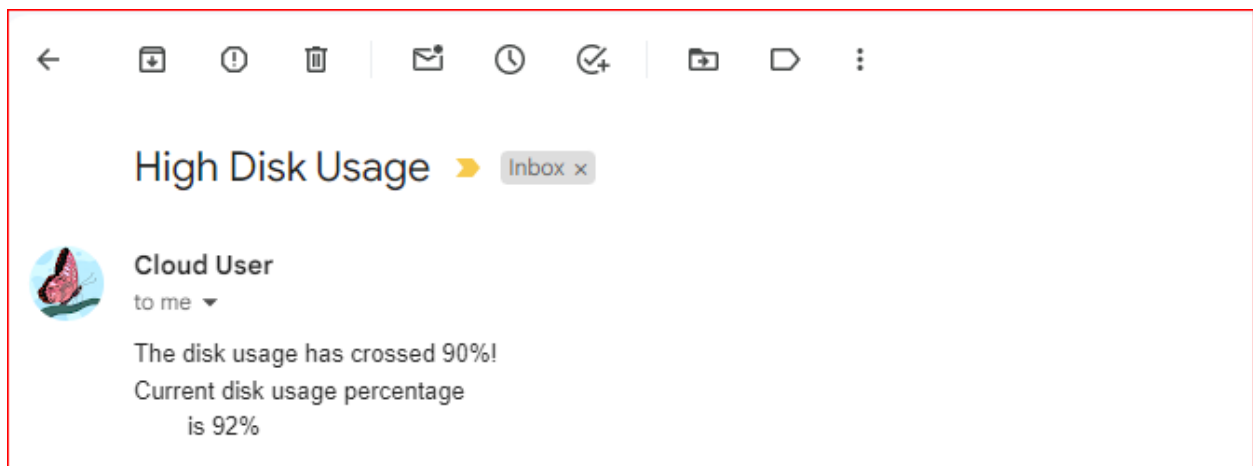 High Disk Usage
Inbox ×
Cloud User
to me
The disk usage has crossed 90%!
Current disk usage percentage
is 92%